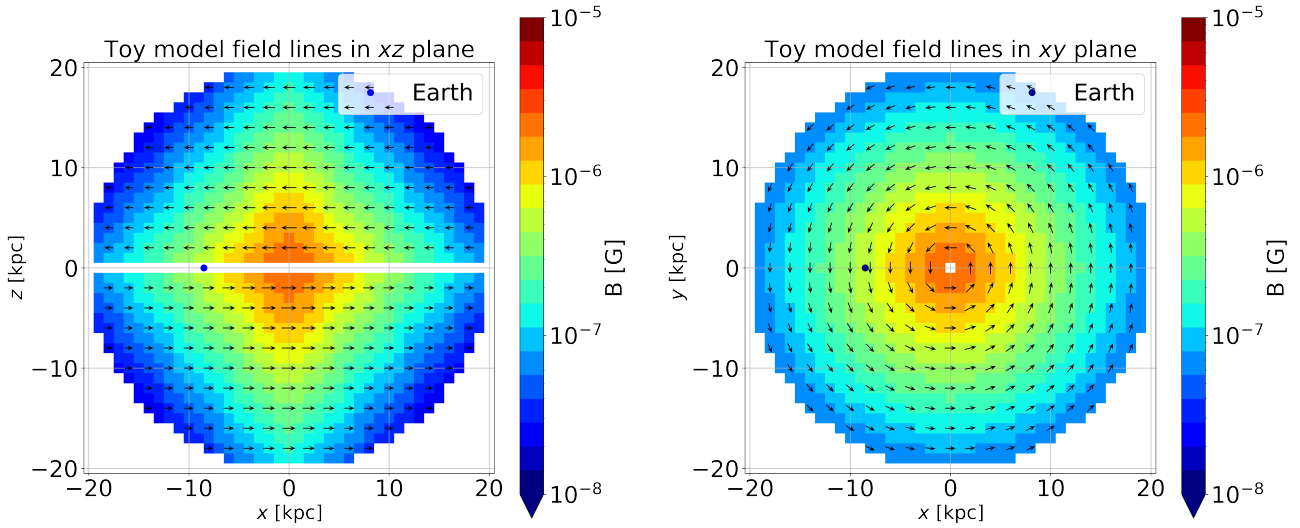 Toy model field lines in xz plane
Earth
20
10
0
−10
−20
z [kpc]
−20
−10
0
10
20
x [kpc]
10⁻⁵
10⁻⁶
10⁻⁷
10⁻⁸
B [G]
Toy model field lines in xy plane
Earth
20
10
0
−10
−20
y [kpc]
−20
−10
0
10
20
x [kpc]
10⁻⁵
10⁻⁶
10⁻⁷
10⁻⁸
B [G]